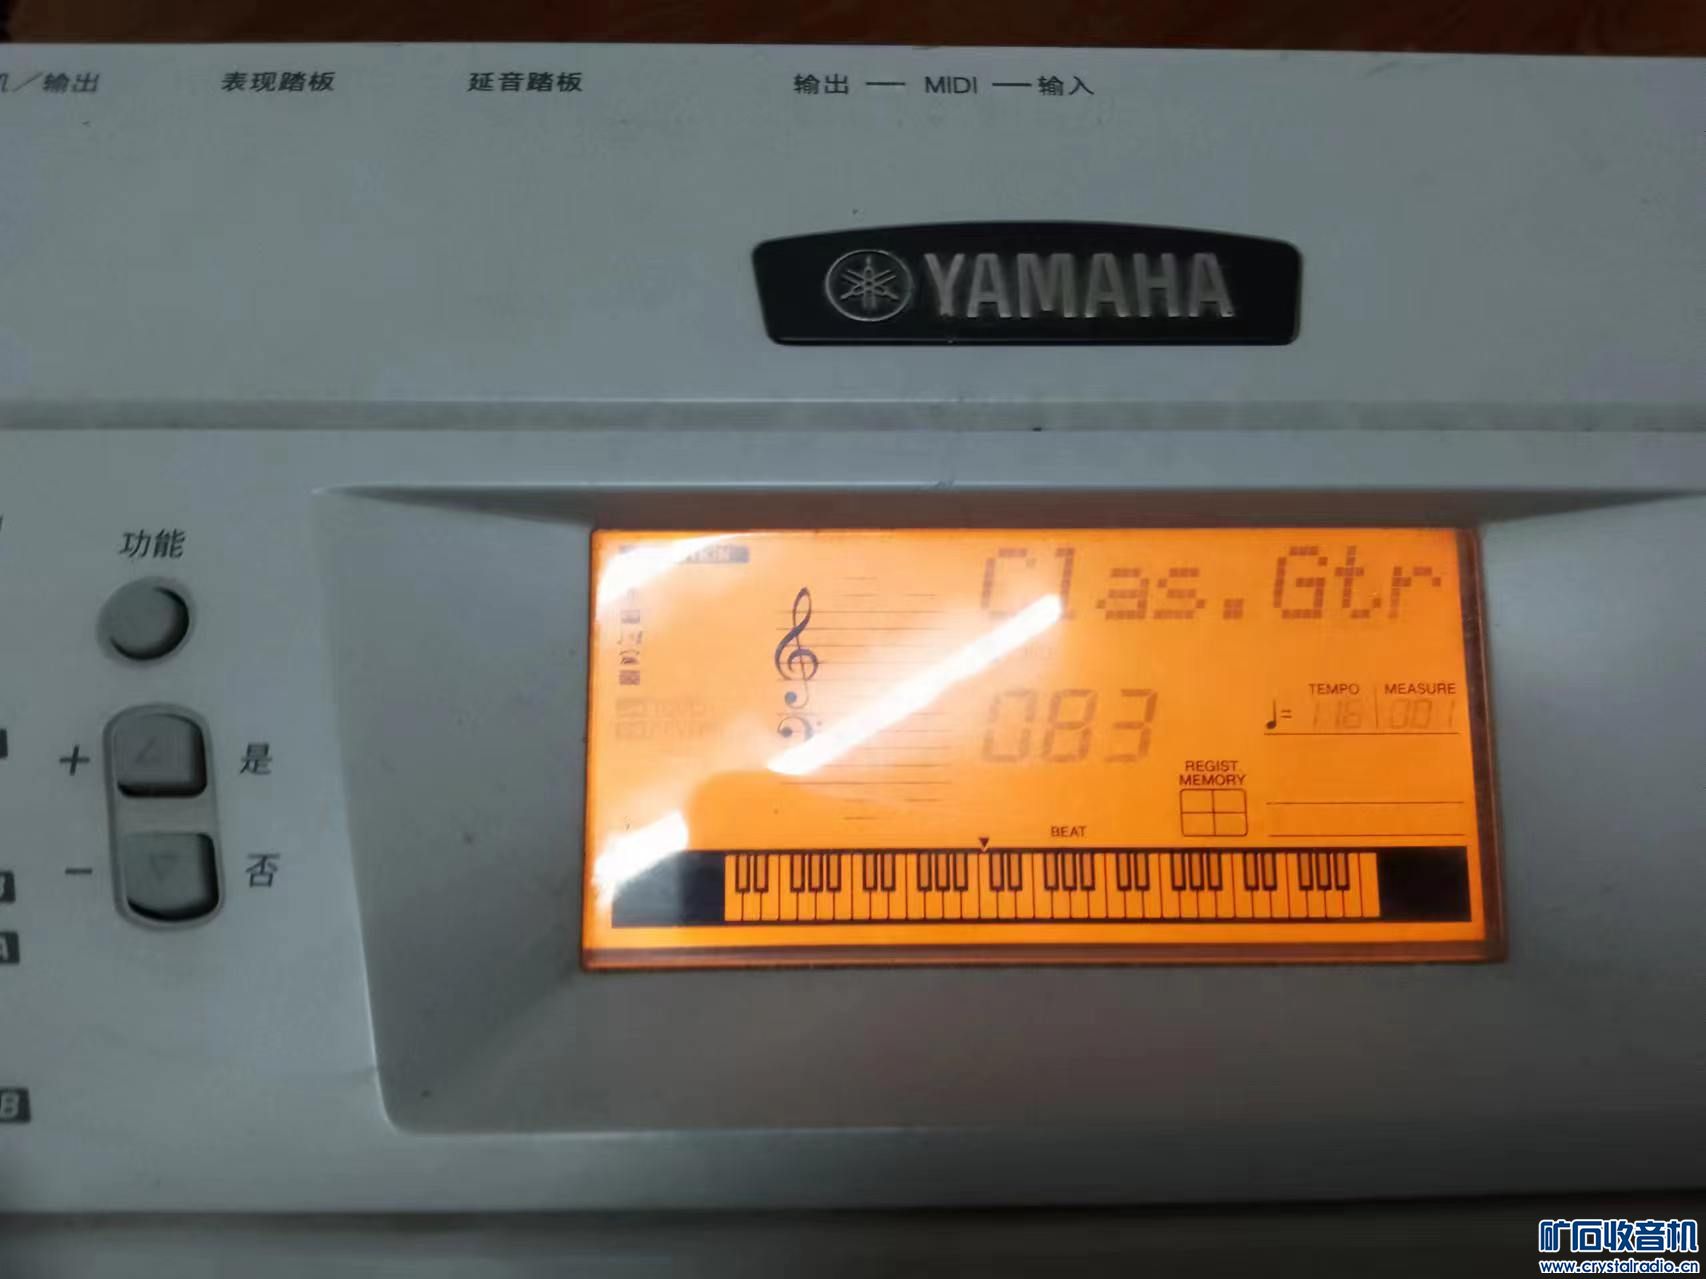 ／输出
表现踏板
延音踏板
输出 — MIDI — 输入
YAMAHA
功能
+ 是
− 否
Clas.Gtr
083
TEMPO MEASURE
116 001
REGIST.
MEMORY
BEAT
A
B
矿石收音机
www.crystalradio.cn